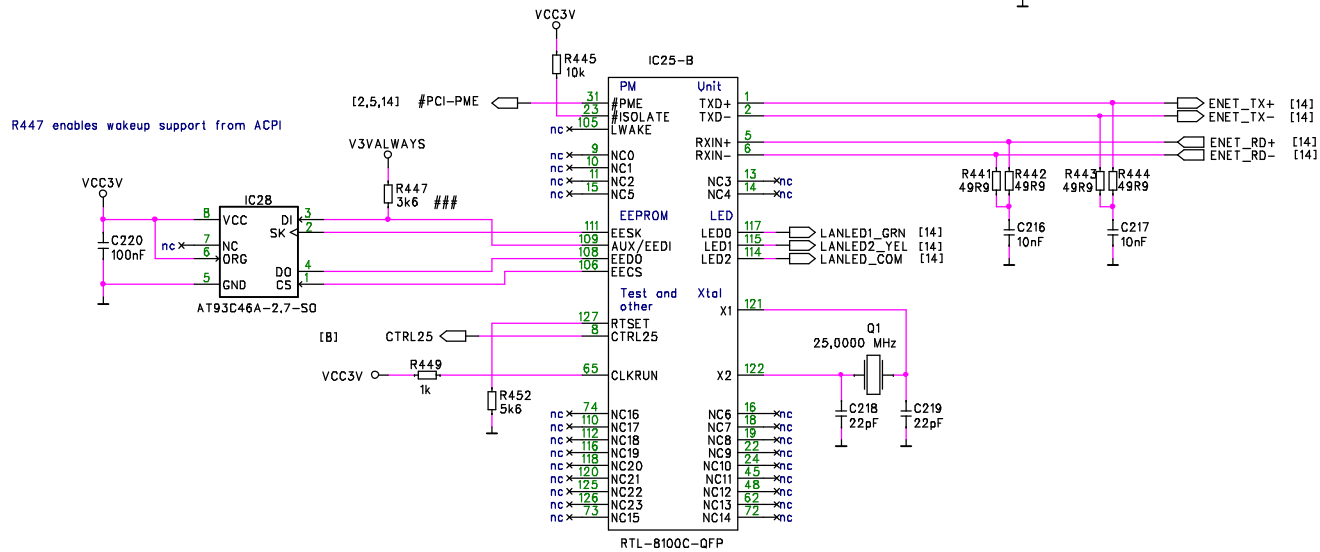 VCC3V
R445
10k
IC25-B
[2,5,14] #PCI-PME
R447 enables wakeup support from ACPI
V3VALWAYS
R447
3k6 ###
VCC3V
C220
100nF
IC28
8 VCC DI 3
SK 2
nc 7 NC
6 ORG
DO 4
5 GND CS 1
AT93C46A-2,7-SO
PM Unit
31 #PME TXD+ 1
23 #ISOLATE TXD- 2
nc 105 LWAKE
RXIN+ 5
nc 9 NC0 RXIN- 6
nc 10 NC1
nc 11 NC2 NC3 13 nc
nc 15 NC5 NC4 14 nc
EEPROM LED
111 EESK LED0 117
109 AUX/EEDI LED1 115
108 EEDO LED2 114
106 EECS
Test and other Xtal
X1 121
127 RTSET
8 CTRL25
65 CLKRUN X2 122
nc 74 NC16 NC6 16 nc
nc 110 NC17 NC7 18 nc
nc 112 NC18 NC8 19 nc
nc 116 NC19 NC9 22 nc
nc 118 NC20 NC10 24 nc
nc 120 NC21 NC11 45 nc
nc 125 NC22 NC12 48 nc
nc 126 NC23 NC13 62 nc
nc 73 NC15 NC14 72 nc
RTL-8100C-QFP
[8] CTRL25
VCC3V
R449
1k
R452
5k6
ENET_TX+ [14]
ENET_TX- [14]
ENET_RD+ [14]
ENET_RD- [14]
R441
49R9
R442
49R9
R443
49R9
R444
49R9
C216
10nF
C217
10nF
LANLED1_GRN [14]
LANLED2_YEL [14]
LANLED_COM [14]
Q1
25,0000 MHz
C218
22pF
C219
22pF